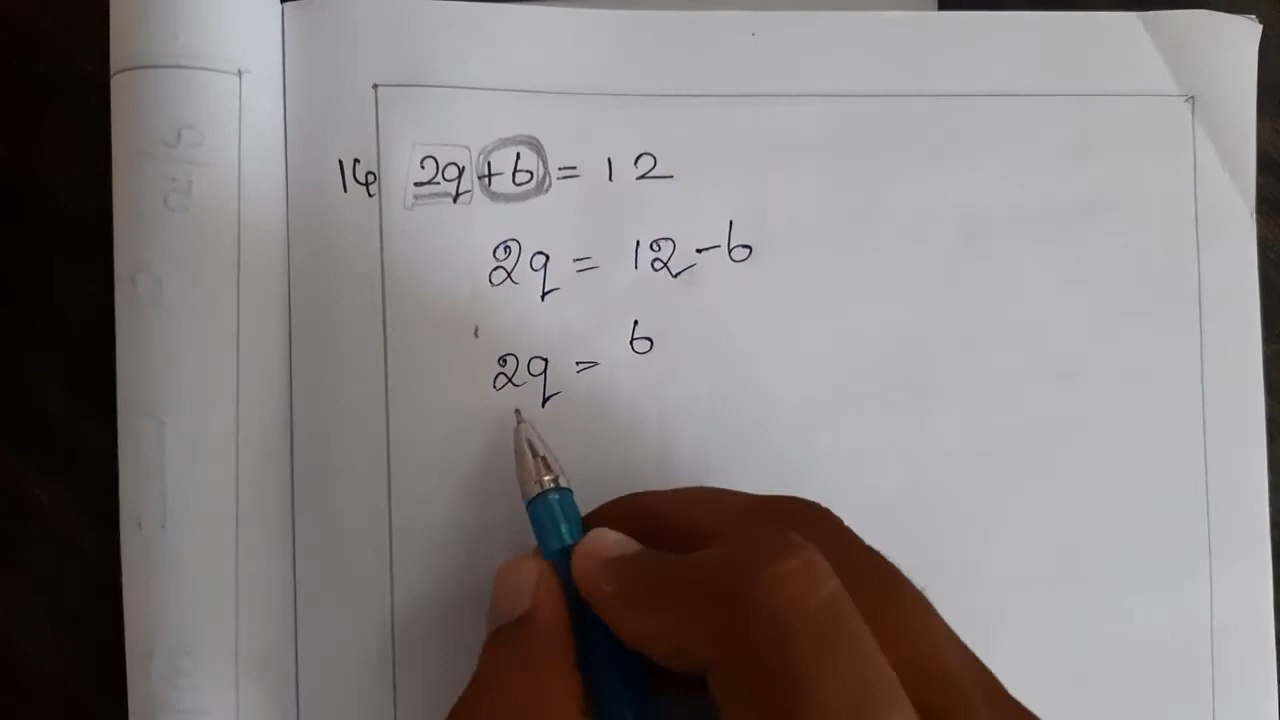 14 2q + 6 = 12
2q = 12 - 6
2q = 6